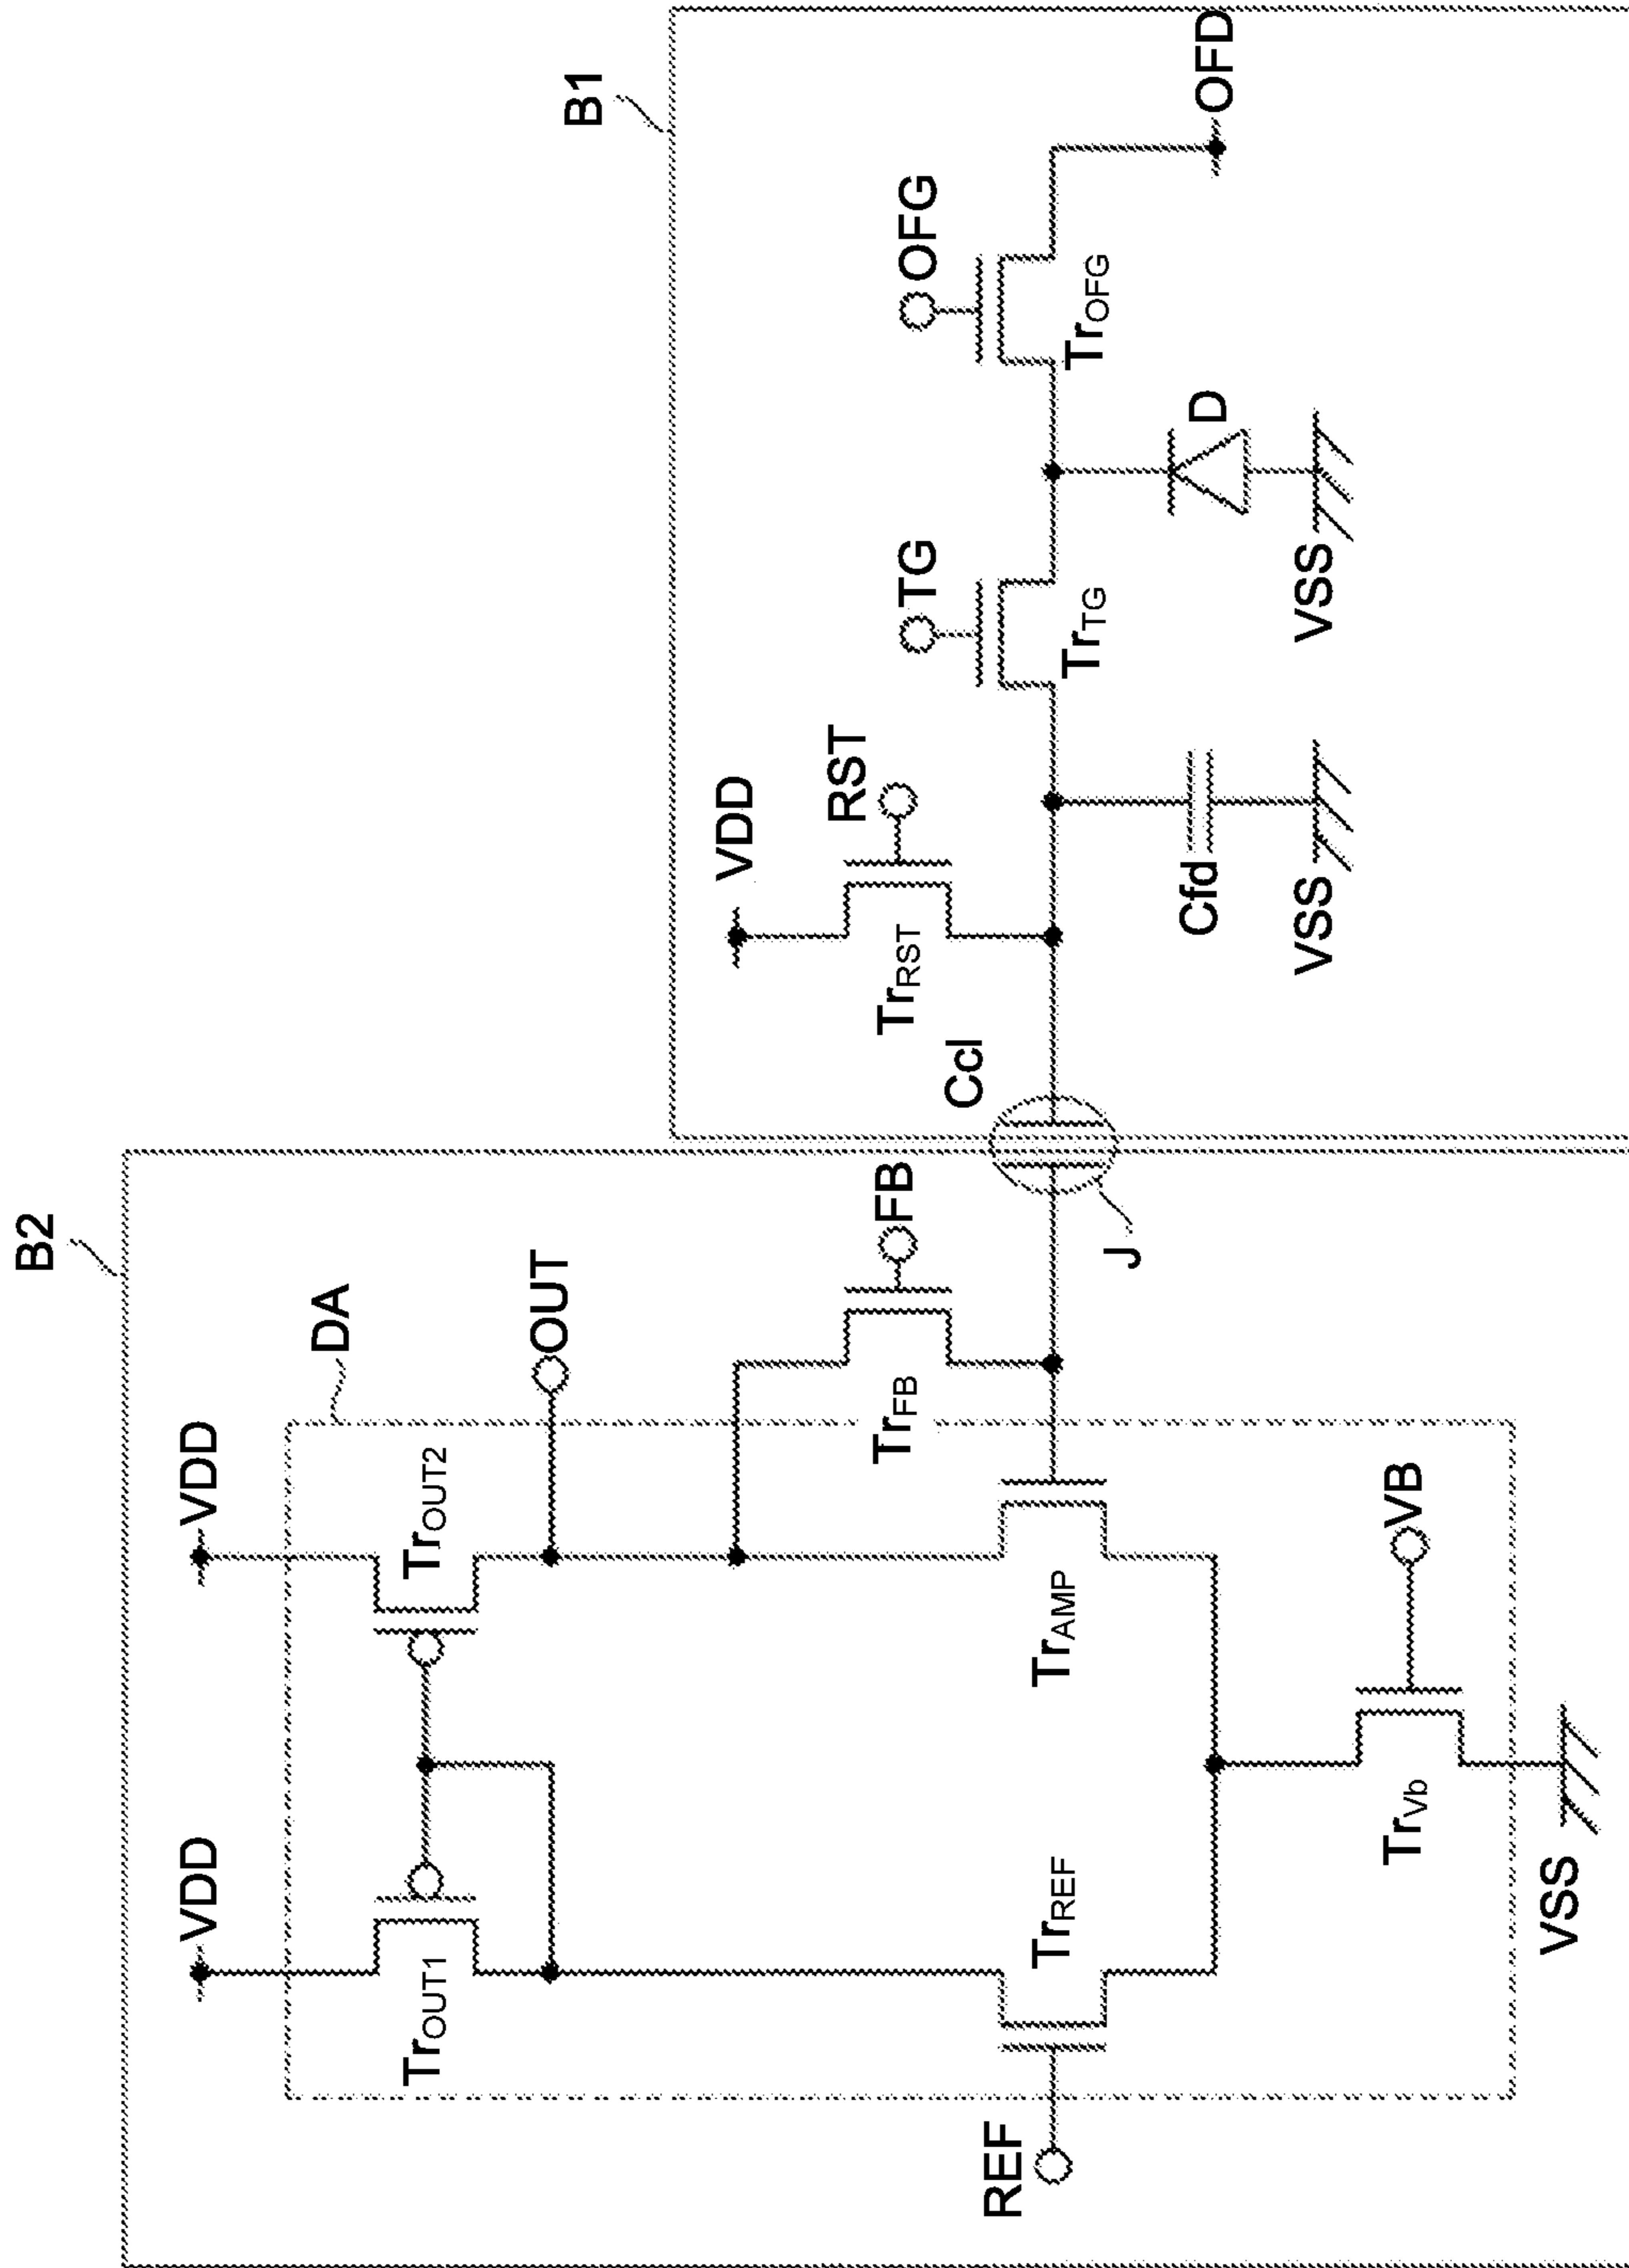 B2
B1
DA
VDD
VDD
TrOUT1
TrOUT2
OUT
VDD
RST
TrRST
TG
OFG
FB
TrFB
Ccl
REF
TrREF
TrAMP
J
TrTG
TrOFG
Cfd
D
OFD
VB
TrVb
VSS
VSS
VSS